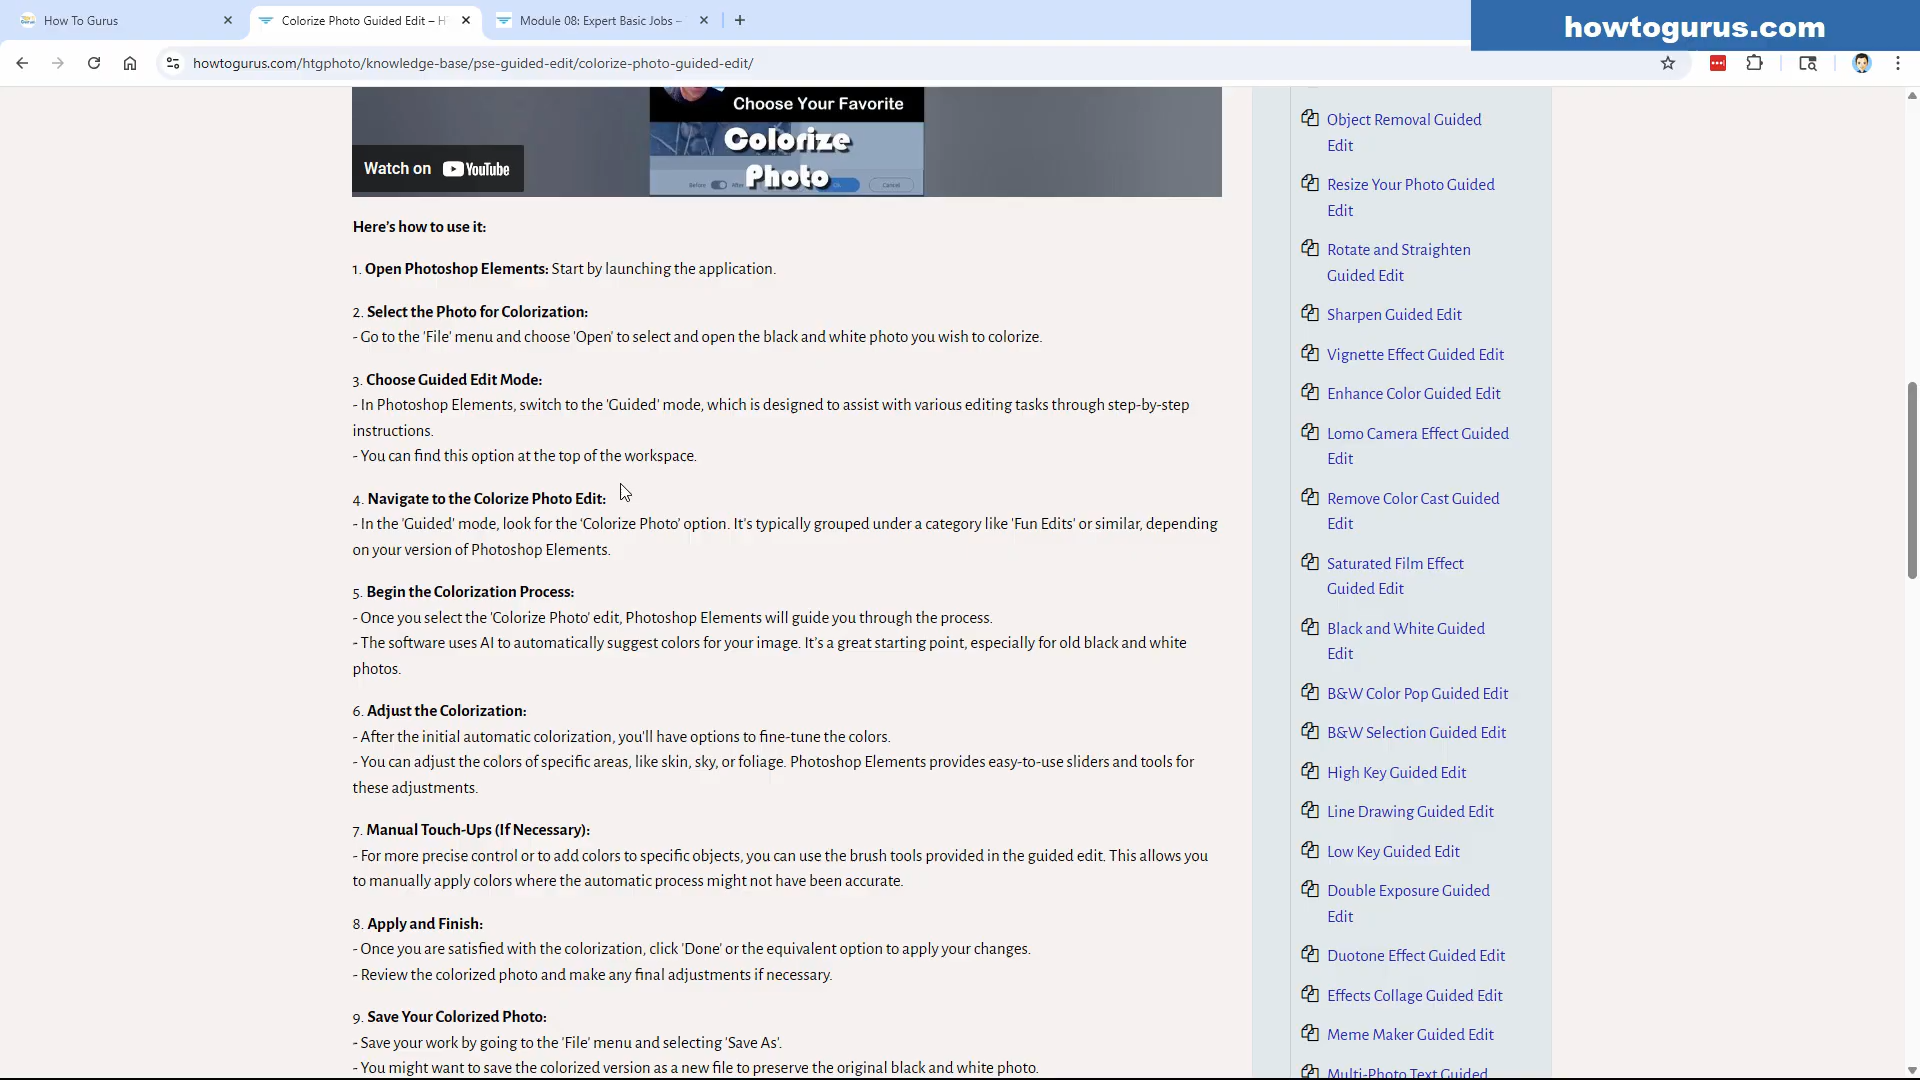 How To Gurus
Colorize Photo Guided Edit – H
Module 08: Expert Basic Jobs –
howtogurus.com
howtogurus.com/htgphoto/knowledge-base/pse-guided-edit/colorize-photo-guided-edit/
Choose Your Favorite
Colorize
Photo
Watch on YouTube
Before After Cancel
Here's how to use it:
1. Open Photoshop Elements: Start by launching the application.
2. Select the Photo for Colorization:
- Go to the 'File' menu and choose 'Open' to select and open the black and white photo you wish to colorize.
3. Choose Guided Edit Mode:
- In Photoshop Elements, switch to the 'Guided' mode, which is designed to assist with various editing tasks through step-by-step
instructions.
- You can find this option at the top of the workspace.
4. Navigate to the Colorize Photo Edit:
- In the 'Guided' mode, look for the 'Colorize Photo' option. It's typically grouped under a category like 'Fun Edits' or similar, depending
on your version of Photoshop Elements.
5. Begin the Colorization Process:
- Once you select the 'Colorize Photo' edit, Photoshop Elements will guide you through the process.
- The software uses AI to automatically suggest colors for your image. It's a great starting point, especially for old black and white
photos.
6. Adjust the Colorization:
- After the initial automatic colorization, you'll have options to fine-tune the colors.
- You can adjust the colors of specific areas, like skin, sky, or foliage. Photoshop Elements provides easy-to-use sliders and tools for
these adjustments.
7. Manual Touch-Ups (If Necessary):
- For more precise control or to add colors to specific objects, you can use the brush tools provided in the guided edit. This allows you
to manually apply colors where the automatic process might not have been accurate.
8. Apply and Finish:
- Once you are satisfied with the colorization, click 'Done' or the equivalent option to apply your changes.
- Review the colorized photo and make any final adjustments if necessary.
9. Save Your Colorized Photo:
- Save your work by going to the 'File' menu and selecting 'Save As'.
- You might want to save the colorized version as a new file to preserve the original black and white photo.
Object Removal Guided
Edit
Resize Your Photo Guided
Edit
Rotate and Straighten
Guided Edit
Sharpen Guided Edit
Vignette Effect Guided Edit
Enhance Color Guided Edit
Lomo Camera Effect Guided
Edit
Remove Color Cast Guided
Edit
Saturated Film Effect
Guided Edit
Black and White Guided
Edit
B&W Color Pop Guided Edit
B&W Selection Guided Edit
High Key Guided Edit
Line Drawing Guided Edit
Low Key Guided Edit
Double Exposure Guided
Edit
Duotone Effect Guided Edit
Effects Collage Guided Edit
Meme Maker Guided Edit
Multi-Photo Text Guided